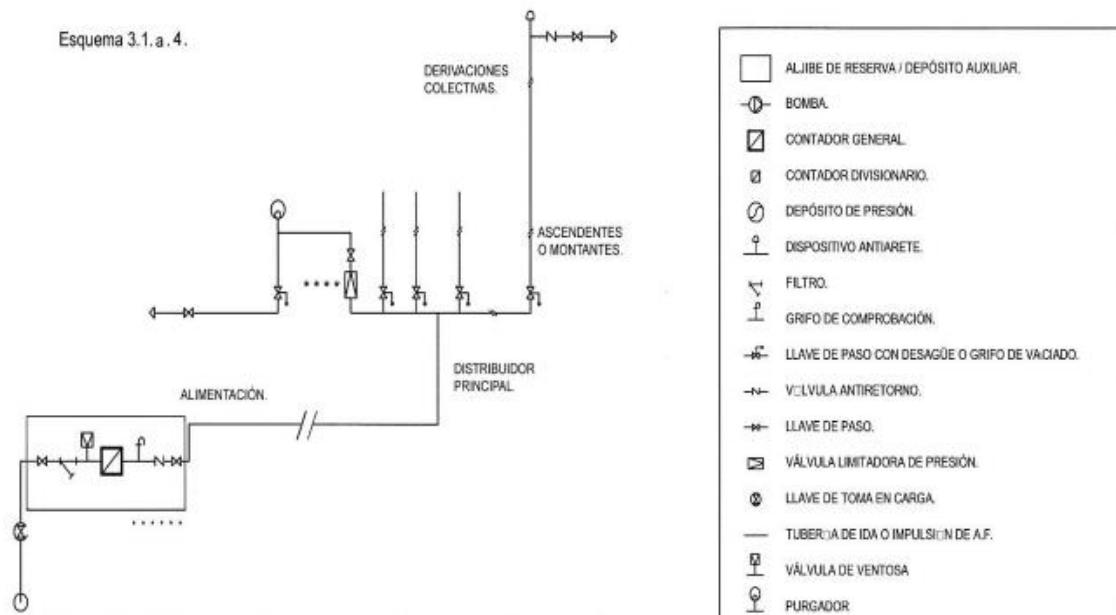 Esquema 3.1.a.4.
DERIVACIONES
COLECTIVAS.
ASCENDENTES
O MONTANTES.
DISTRIBUIDOR
PRINCIPAL
ALIMENTACIÓN.
ALJIBE DE RESERVA / DEPÓSITO AUXILIAR.
BOMBA.
CONTADOR GENERAL.
CONTADOR DIVISIONARIO.
DEPÓSITO DE PRESIÓN.
DISPOSITIVO ANTIARETE.
FILTRO.
GRIFO DE COMPROBACIÓN.
LLAVE DE PASO CON DESAGÜE O GRIFO DE VACIADO.
V□LVULA ANTIRETORNO.
LLAVE DE PASO.
VÁLVULA LIMITADORA DE PRESIÓN.
LLAVE DE TOMA EN CARGA.
TUBER□A DE IDA O IMPULSI□N DE A.F.
VÁLVULA DE VENTOSA
PURGADOR